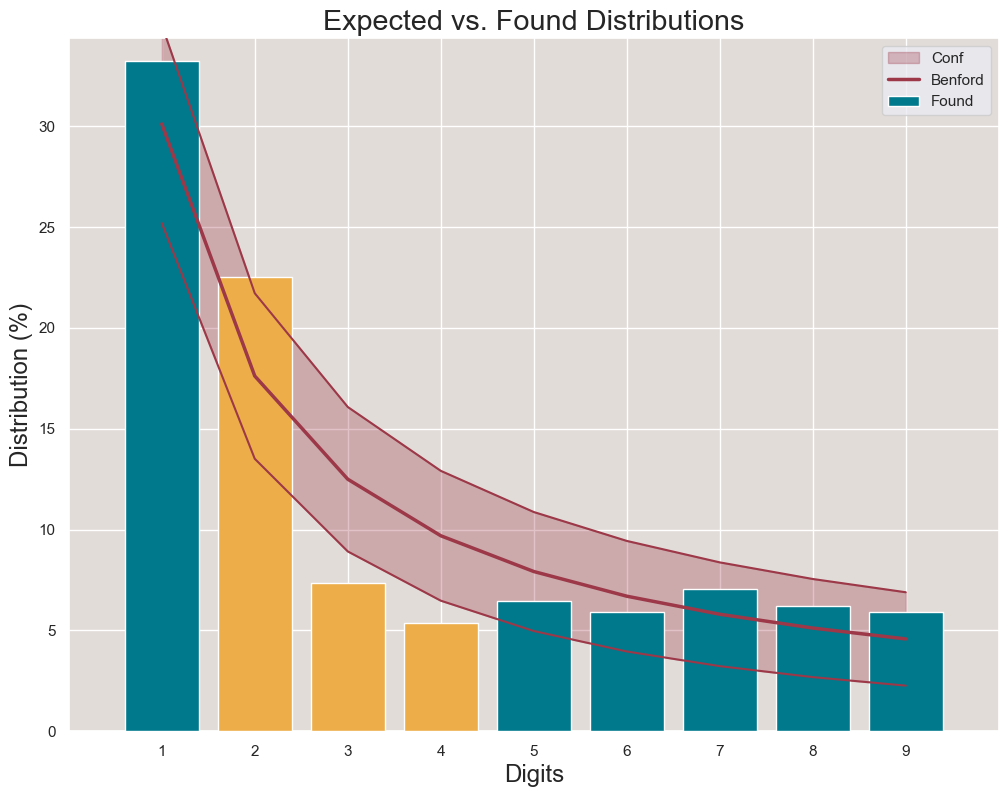 Expected vs. Found Distributions
Conf
Benford
Found
Distribution (%)
30
25
20
15
10
5
0
1 2 3 4 5 6 7 8 9
Digits